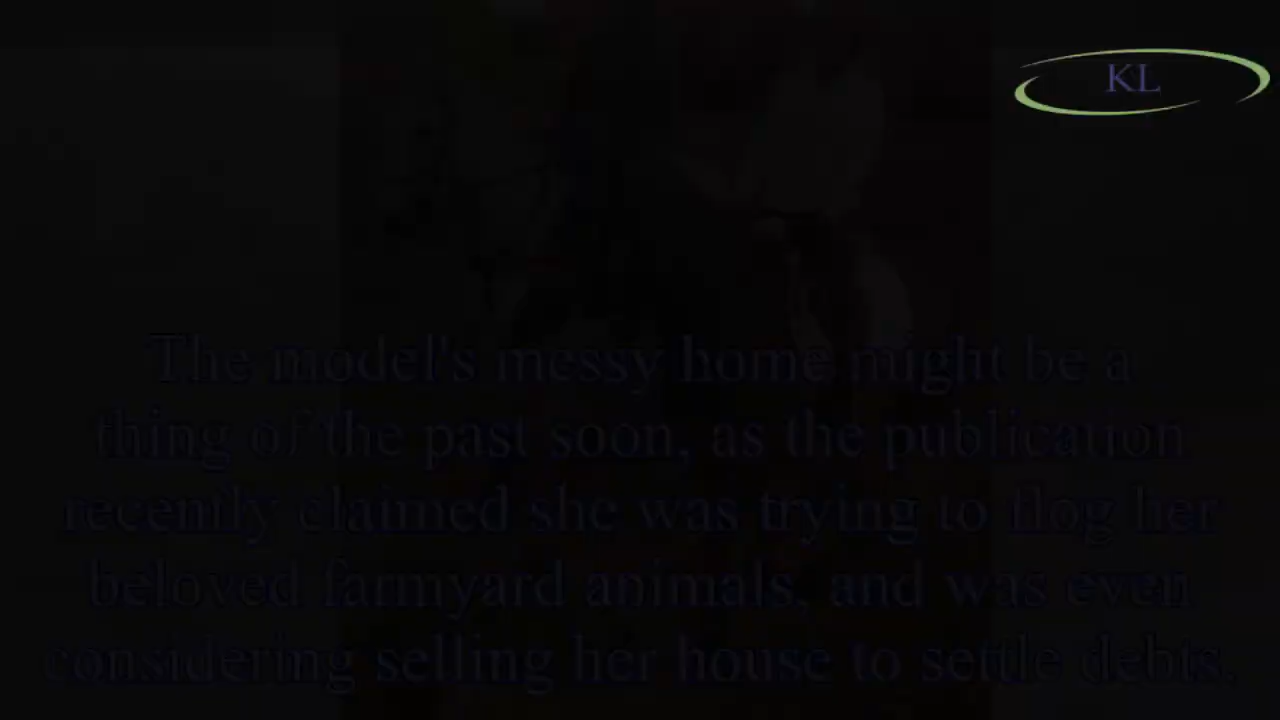 KL
The model's messy home might be a
thing of the past soon, as the publication
recently claimed she was trying to flog her
beloved farmyard animals, and was even
considering selling her house to settle debts.